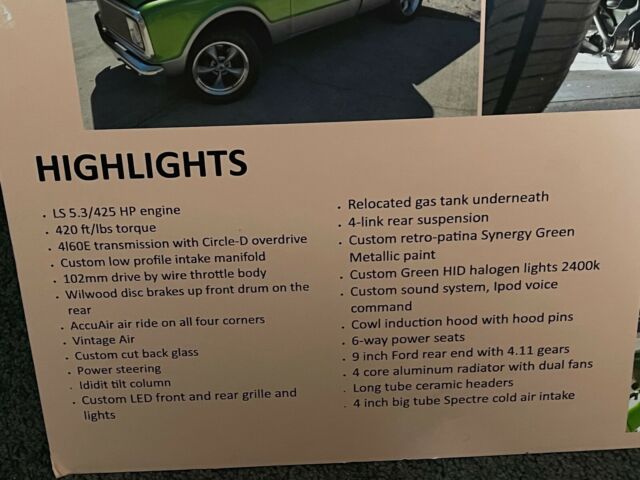 HIGHLIGHTS
. LS 5.3/425 HP engine
. 420 ft/lbs torque
. 4l60E transmission with Circle-D overdrive
. Custom low profile intake manifold
. 102mm drive by wire throttle body
. Wilwood disc brakes up front drum on the
rear
. AccuAir air ride on all four corners
. Vintage Air
. Custom cut back glass
. Power steering
. Ididit tilt column
. Custom LED front and rear grille and
lights
. Relocated gas tank underneath
. 4-link rear suspension
. Custom retro-patina Synergy Green
Metallic paint
. Custom Green HID halogen lights 2400k
. Custom sound system, Ipod voice
command
. Cowl induction hood with hood pins
. 6-way power seats
. 9 inch Ford rear end with 4.11 gears
. 4 core aluminum radiator with dual fans
. Long tube ceramic headers
. 4 inch big tube Spectre cold air intake